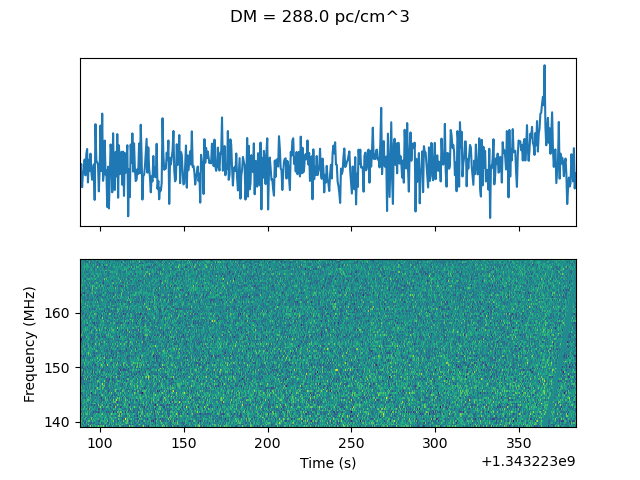 DM = 288.0 pc/cm^3
Frequency (MHz)
160
150
140
100 150 200 250 300 350
Time (s)
+1.343223e9